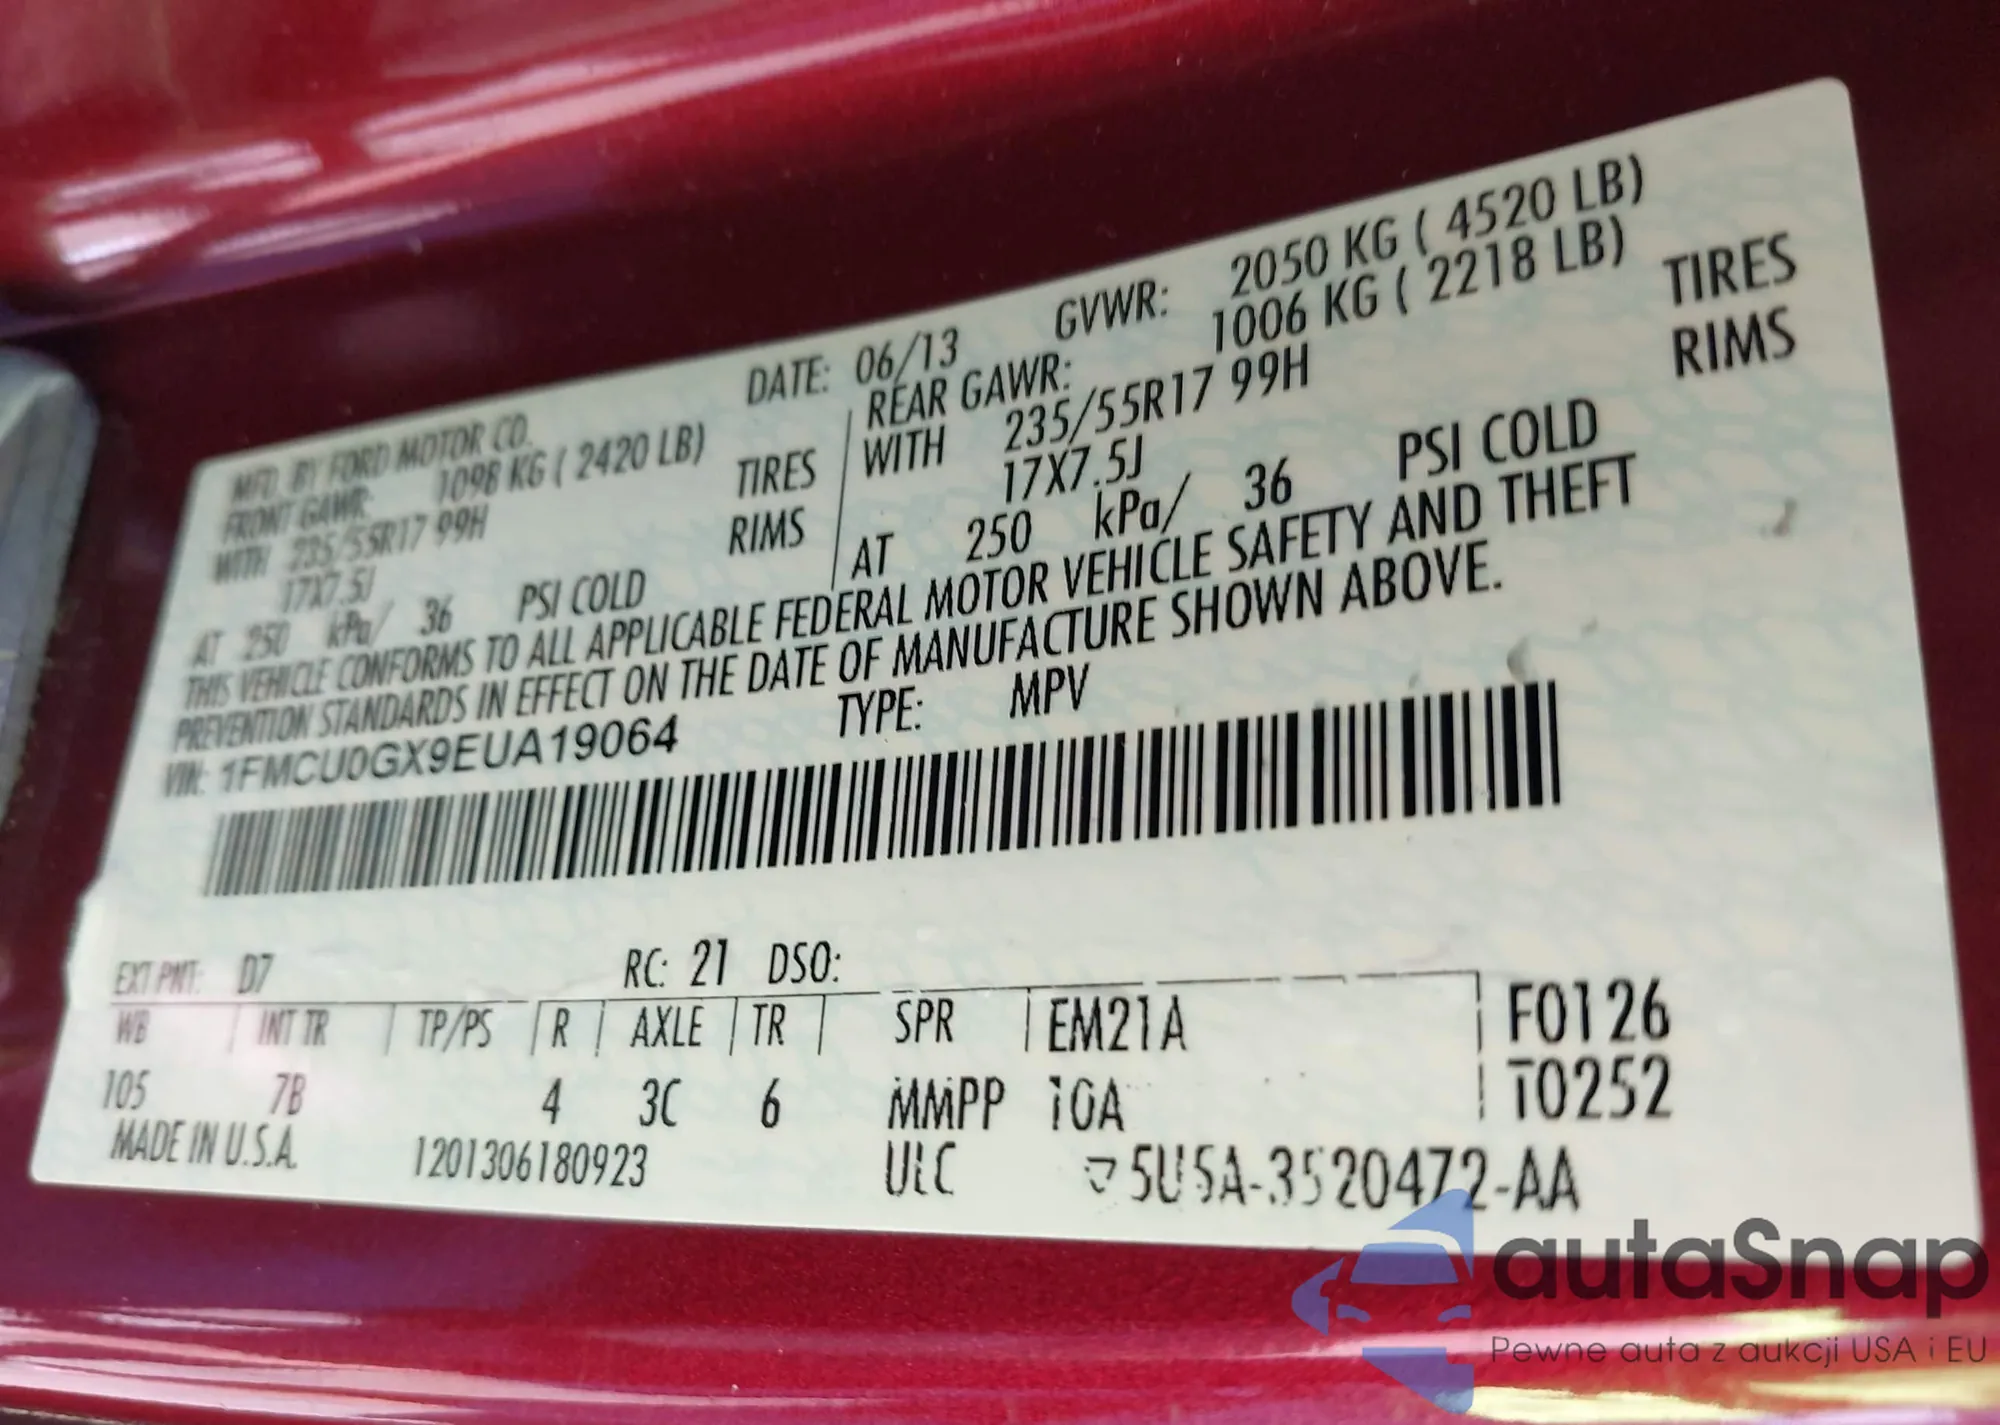 MFD. BY FORD MOTOR CO. DATE: 06/13 GVWR: 2050 KG ( 4520 LB)
FRONT GAWR: 1098 KG ( 2420 LB) REAR GAWR: 1006 KG ( 2218 LB)
WITH 235/55R17 99H TIRES WITH 235/55R17 99H TIRES
17X7.5J RIMS 17X7.5J RIMS
AT 250 kPa/ 36 PSI COLD AT 250 kPa/ 36 PSI COLD
THIS VEHICLE CONFORMS TO ALL APPLICABLE FEDERAL MOTOR VEHICLE SAFETY AND THEFT
PREVENTION STANDARDS IN EFFECT ON THE DATE OF MANUFACTURE SHOWN ABOVE.
VIN: 1FMCU0GX9EUA19064 TYPE: MPV
EXT PNT: D7 RC: 21 DSO:
WB INT TR TP/PS R AXLE TR SPR EM21A F0126
105 7B 4 3C 6 MMPP 10A T0252
MADE IN U.S.A. 1201306180923 ULC 5U5A-3520472-AA
autaSnap
Pewne auta z aukcji USA i EU